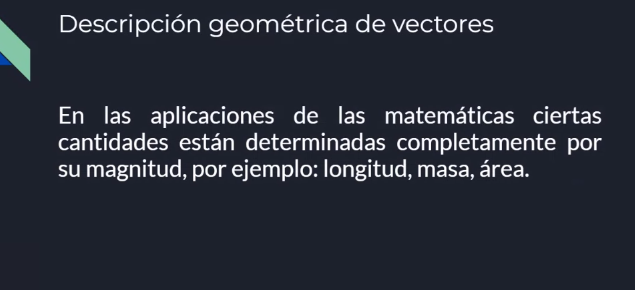 Descripción geométrica de vectores
En las aplicaciones de las matemáticas ciertas
cantidades están determinadas completamente por
su magnitud, por ejemplo: longitud, masa, área.